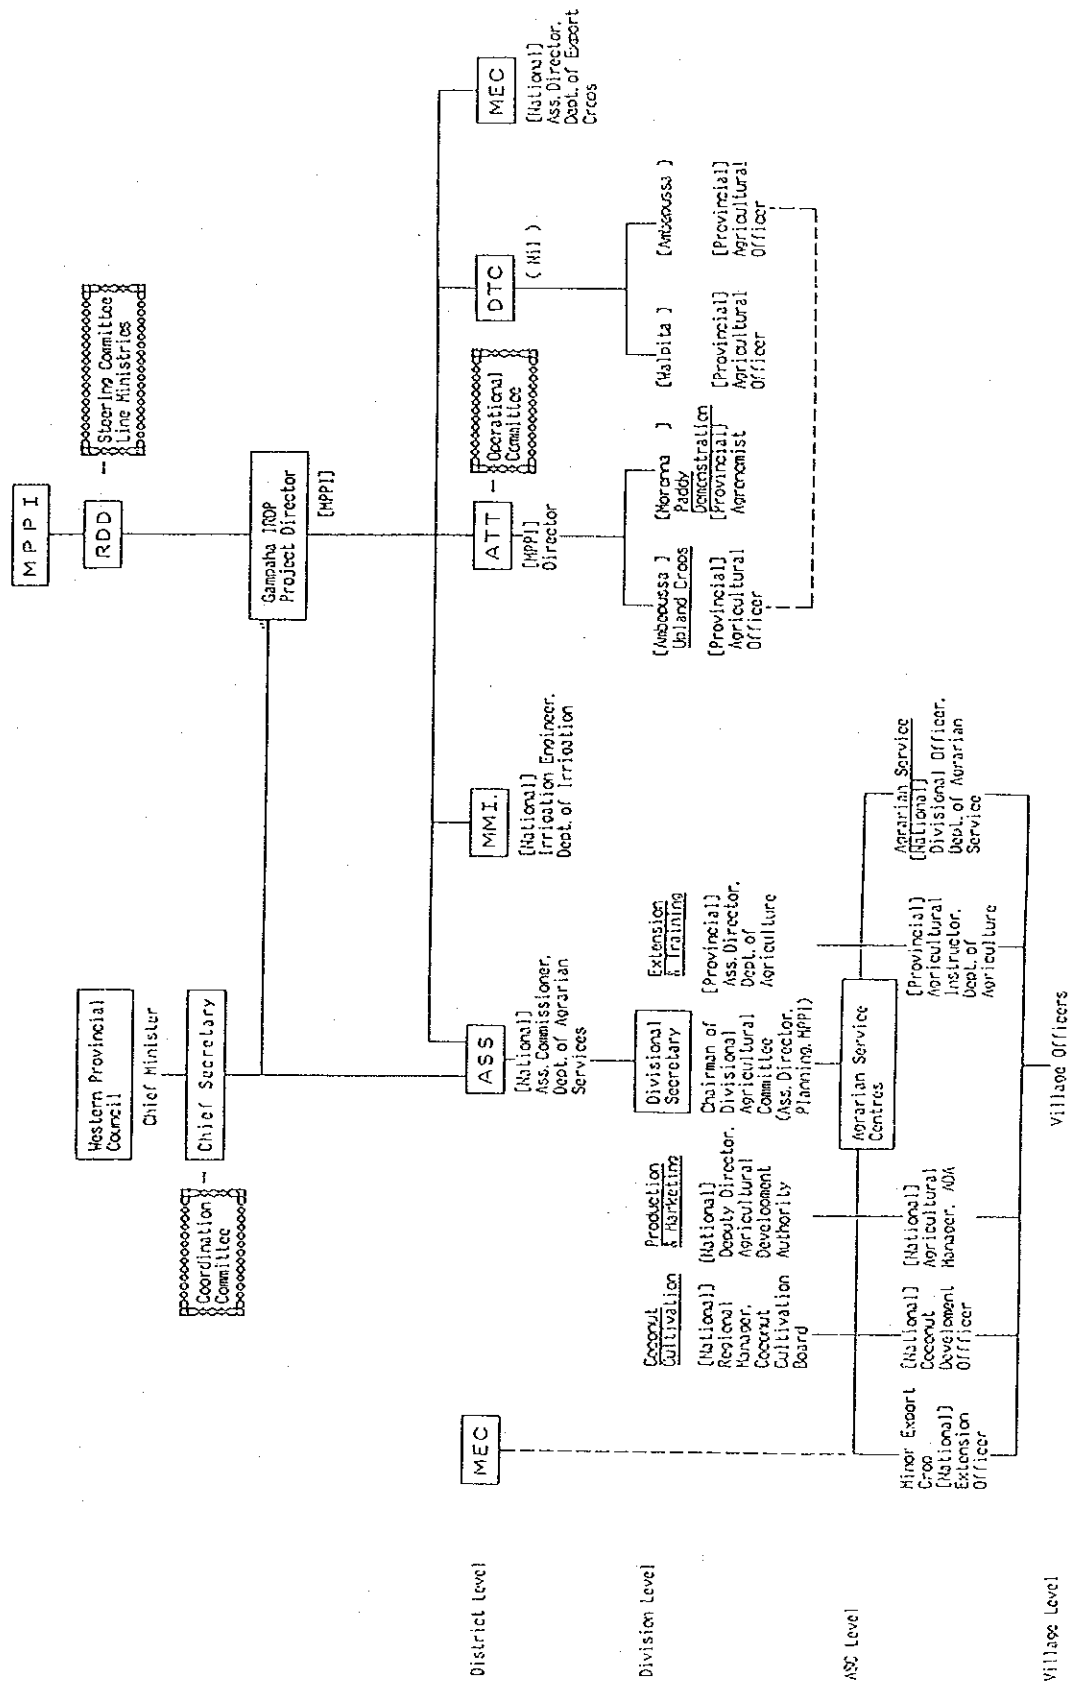 MPPI
RDD
Steering Committee
Line Ministries
Western Provincial
Council
Chief Minister
Chief Secretary
Coordination
Committee
Gampaha IRDP
Project Director
[MPPI]
District Level
MEC
ASS
[National]
Ass. Commissioner,
Dept. of Agrarian
Services
MMI.
[National]
Irrigation Engineer,
Dept. of Irrigation
ATT
[MPPI]
Director
Operational
Committee
DTC
(Nil)
MEC
[National]
Ass. Director,
Dept. of Export
Crops
Division Level
Coconut
Cultivation
[National]
Regional
Manager,
Coconut
Cultivation
Board
Production
& Marketing
[National]
Deputy Director,
Agricultural
Development
Authority
Divisional
Secretary
Chairman of
Divisional
Agricultural
Committee
(Ass. Director,
Planning, MPPI)
Extension
& Training
[Provincial]
Ass. Director,
Dept. of
Agriculture
[Ambepussa ]
Upland Crops
[Provincial]
Agricultural
Officer
[Morenna ]
Paddy
Demonstration
[Provincial]
Agronomist
[Walpita ]
[Provincial]
Agricultural
Officer
[Ambepussa ]
[Provincial]
Agricultural
Officer
ASC Level
Agrarian Service
Centres
Minor Export
Crop
[National]
Extension
Officer
[National]
Coconut
Development
Officer
[National]
Agricultural
Manager, ADA
[Provincial]
Agricultural
Instructor,
Dept. of
Agriculture
Agrarian Service
[National]
Divisional Officer,
Dept. of Agrarian
Service
Village Level
Village Officers